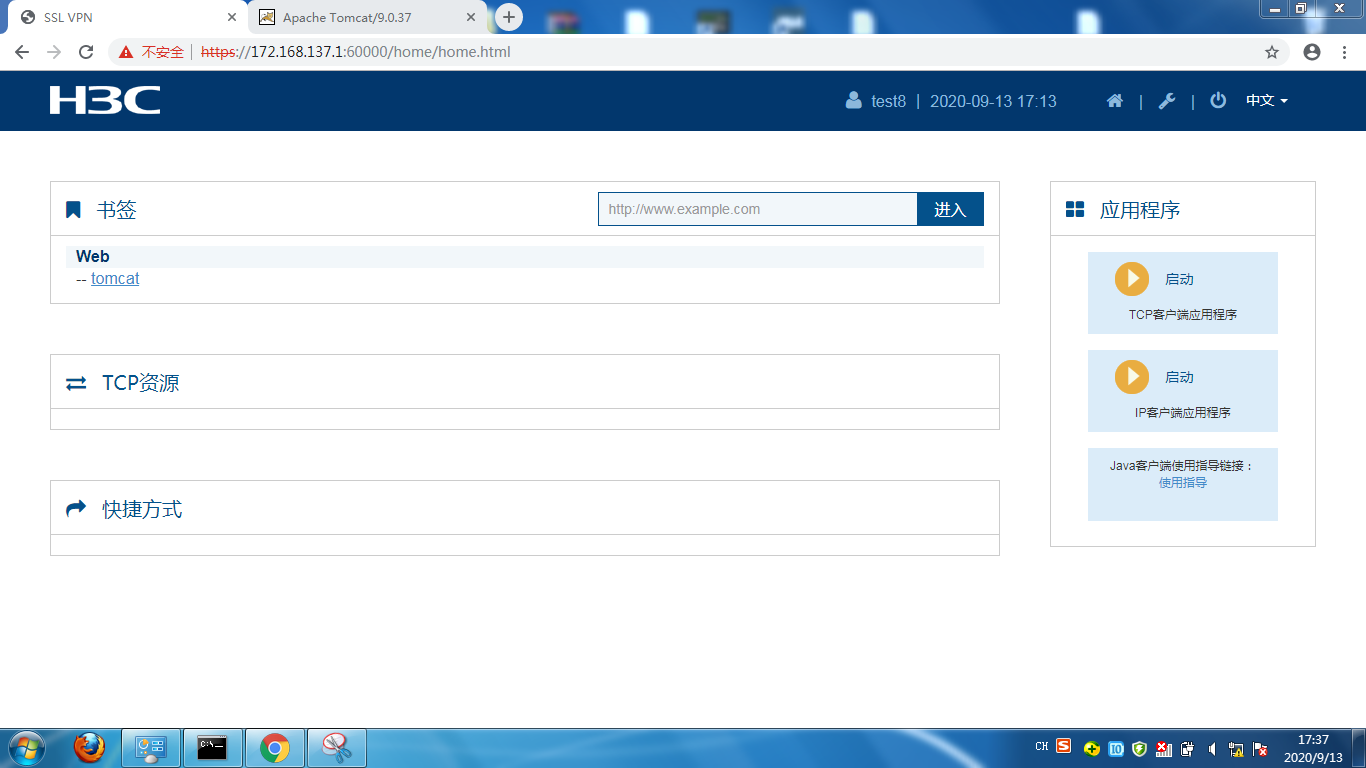 SSL VPN
Apache Tomcat/9.0.37
不安全 https://172.168.137.1:60000/home/home.html
H3C
test8 | 2020-09-13 17:13 | | 中文
书签
http://www.example.com 进入
Web
-- tomcat
TCP资源
快捷方式
应用程序
启动
TCP客户端应用程序
启动
IP客户端应用程序
Java客户端使用指导链接：
使用指导
C:\_
CH
S
17:37
2020/9/13